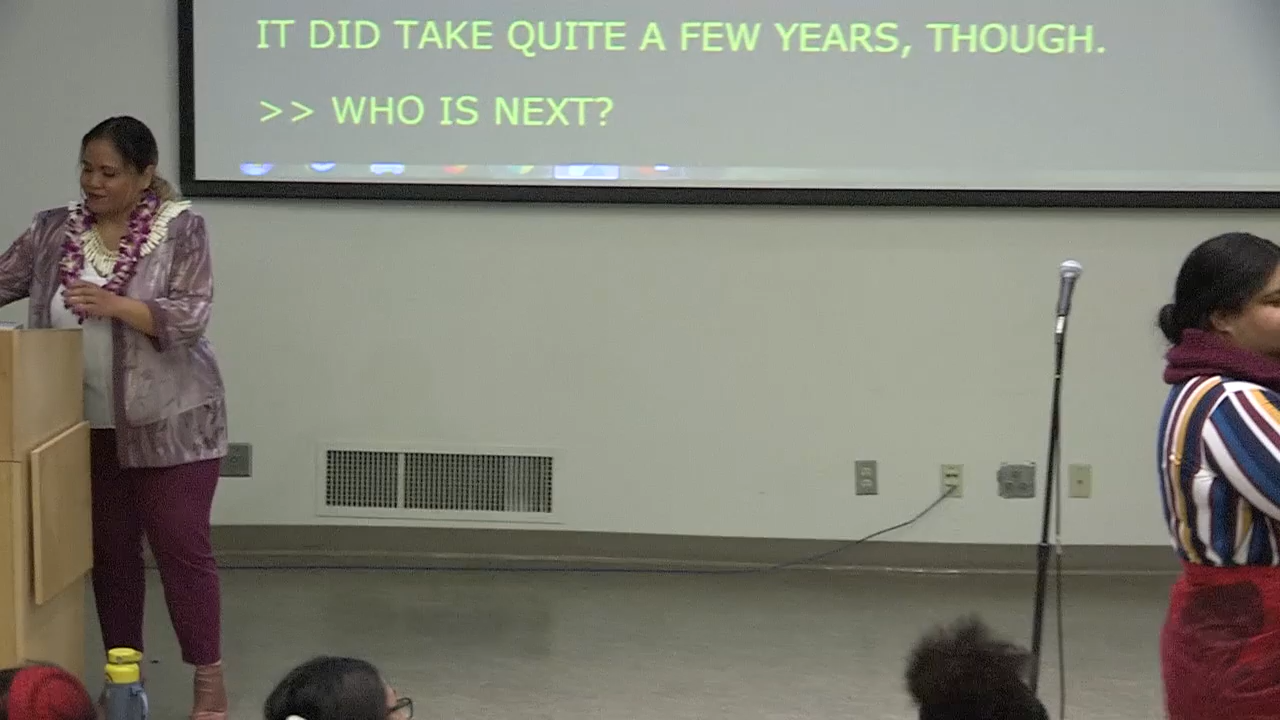 IT DID TAKE QUITE A FEW YEARS, THOUGH.
>> WHO IS NEXT?